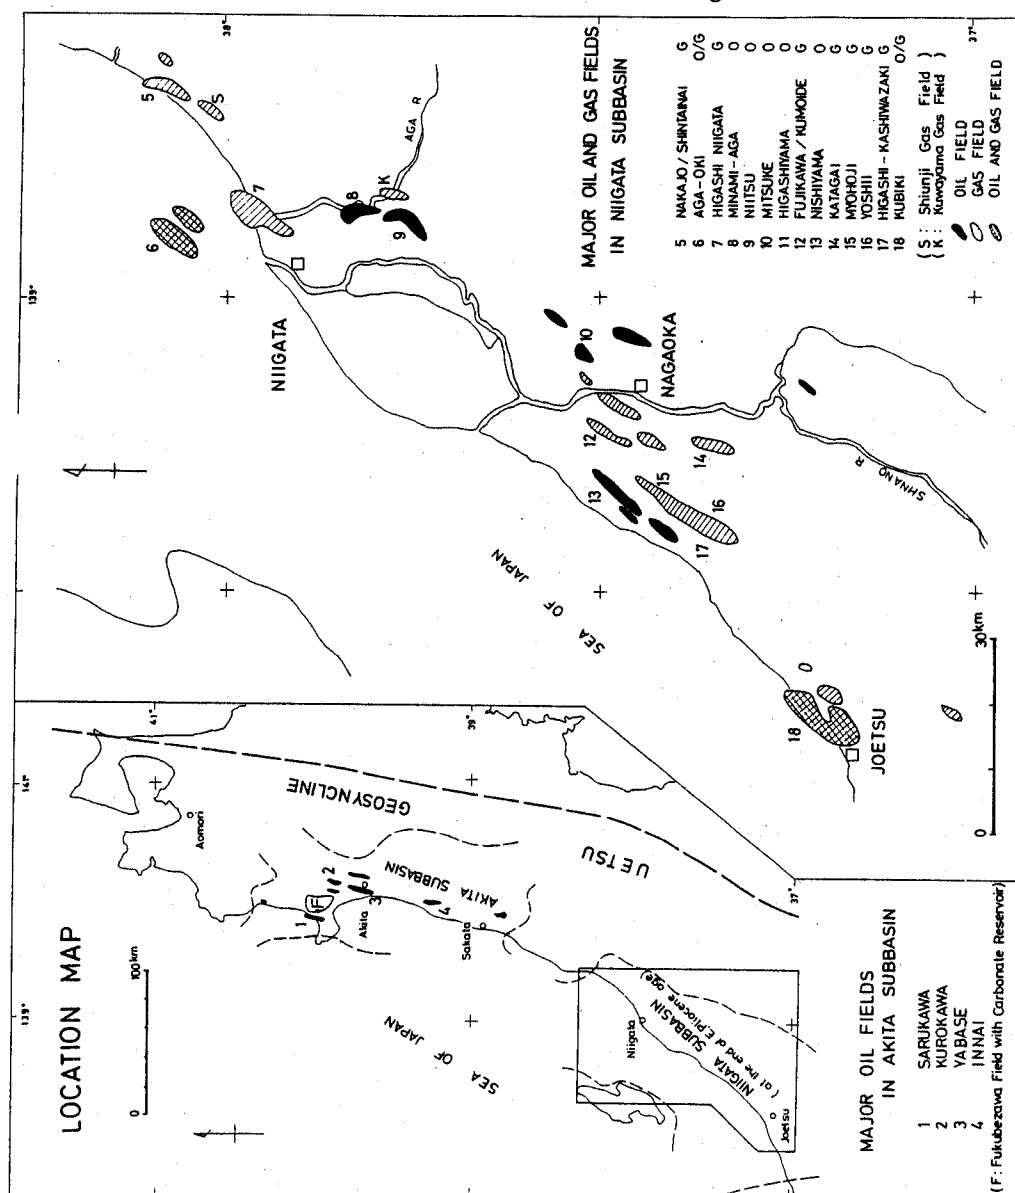 LOCATION MAP
0
100km
139°
141°
41°
39°
37°
Aomori
1
F
2
3
Akita
4
Sakata
AKITA SUBBASIN
GEOSYNCLINE
UETSU
SEA OF JAPAN
Niigata
NIIGATA
SUBBASIN
(at the end of E.Pliocene age)
Joetsu
MAJOR OIL FIELDS
IN AKITA SUBBASIN
1 SARUKAWA
2 KUROKAWA
3 YABASE
4 INNAI
(F: Fukubezawa Field with Carbonate Reservoir)
139°
38°
37°
5
S
6
7
8
K
9
AGA R
NIIGATA
10
NAGAOKA
12
13
14
15
16
17
SHNANO R
SEA OF JAPAN
18
0
JOETSU
0
30km
MAJOR OIL AND GAS FIELDS
IN NIIGATA SUBBASIN
5 NAKAJO / SHINTAINAI G
6 AGA-OKI O/G
7 HIGASHI NIIGATA G
8 MINAMI-AGA O
9 NIITSU O
10 MITSUKE O
11 HIGASHIYAMA O
12 FUJIKAWA / KUMOIDE G
13 NISHIYAMA O
14 KATAGAI G
15 MYOHOJI G
16 YOSHII G
17 HIGASHI-KASHIWAZAKI G
18 KUBIKI O/G
( S : Shiunji Gas Field )
( K : Kuwayama Gas Field )
OIL FIELD
GAS FIELD
OIL AND GAS FIELD